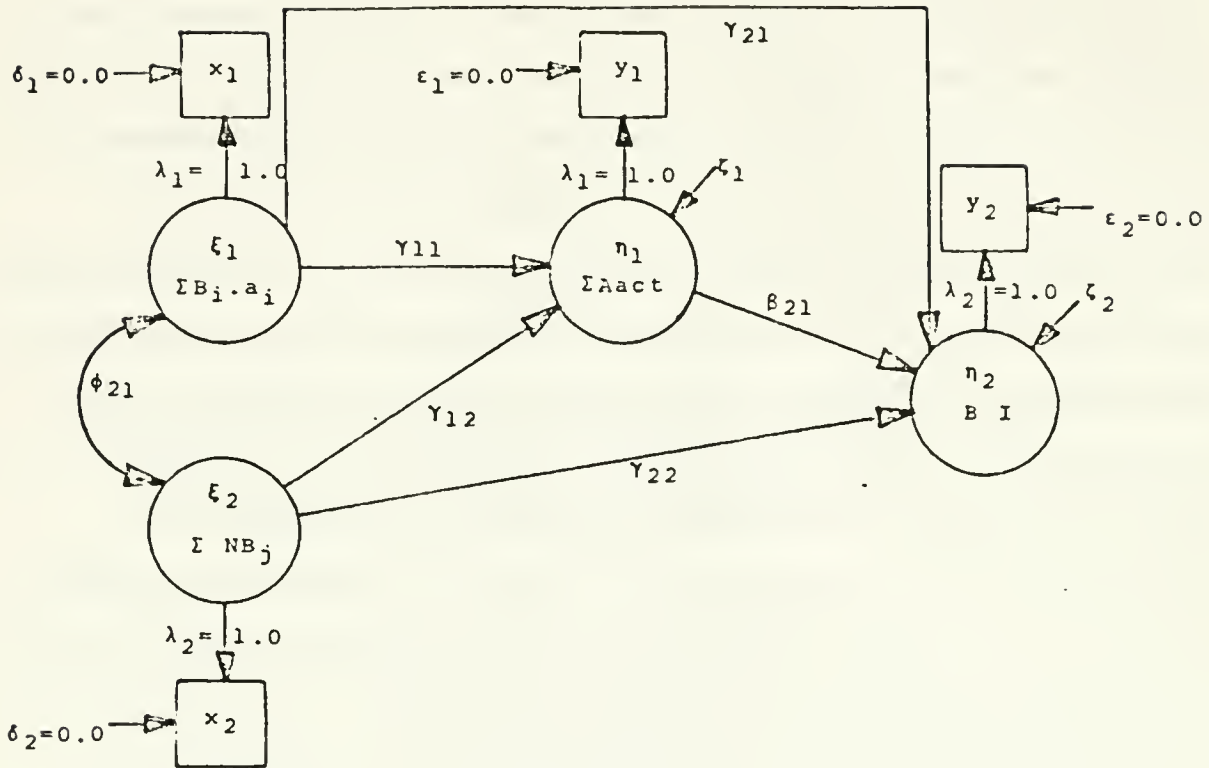 γ21
x1
δ1=0.0
y1
ε1=0.0
λ1= 1.0
λ1= 1.0
ζ1
y2
ε2=0.0
ξ1
ΣBi.ai
γ11
η1
ΣAact
λ2 =1.0
ζ2
β21
η2
B I
φ21
γ12
γ22
ξ2
Σ NBj
λ2= 1.0
x2
δ2=0.0